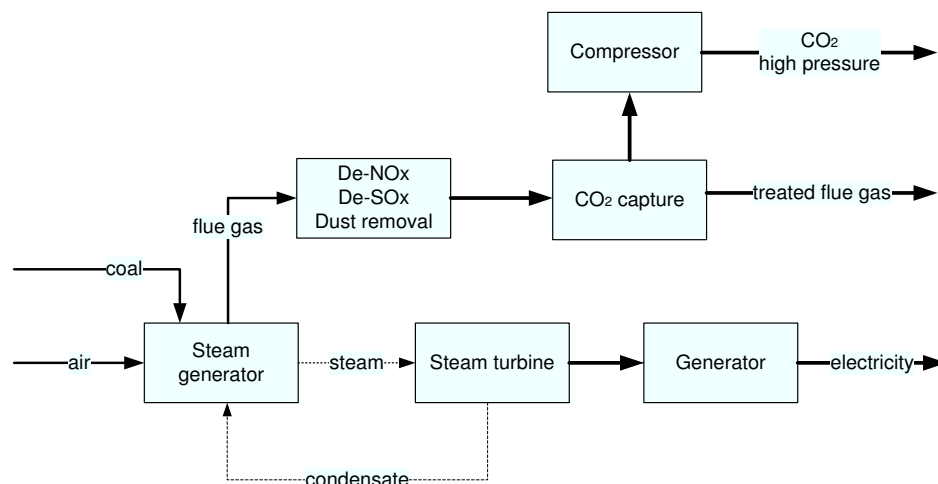 Compressor
CO₂
high pressure
De-NOx
De-SOx
Dust removal
CO₂ capture
treated flue gas
flue gas
coal
air
Steam
generator
steam
Steam turbine
Generator
electricity
condensate